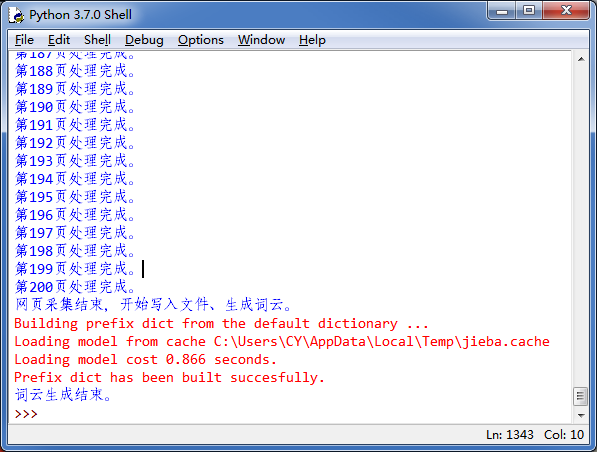 Python 3.7.0 Shell
File Edit Shell Debug Options Window Help
第187页处理完成。
第188页处理完成。
第189页处理完成。
第190页处理完成。
第191页处理完成。
第192页处理完成。
第193页处理完成。
第194页处理完成。
第195页处理完成。
第196页处理完成。
第197页处理完成。
第198页处理完成。
第199页处理完成。
第200页处理完成。
网页采集结束，开始写入文件、生成词云。
Building prefix dict from the default dictionary ...
Loading model from cache C:\Users\CY\AppData\Local\Temp\jieba.cache
Loading model cost 0.866 seconds.
Prefix dict has been built succesfully.
词云生成结束。
>>>
Ln: 1343 Col: 10